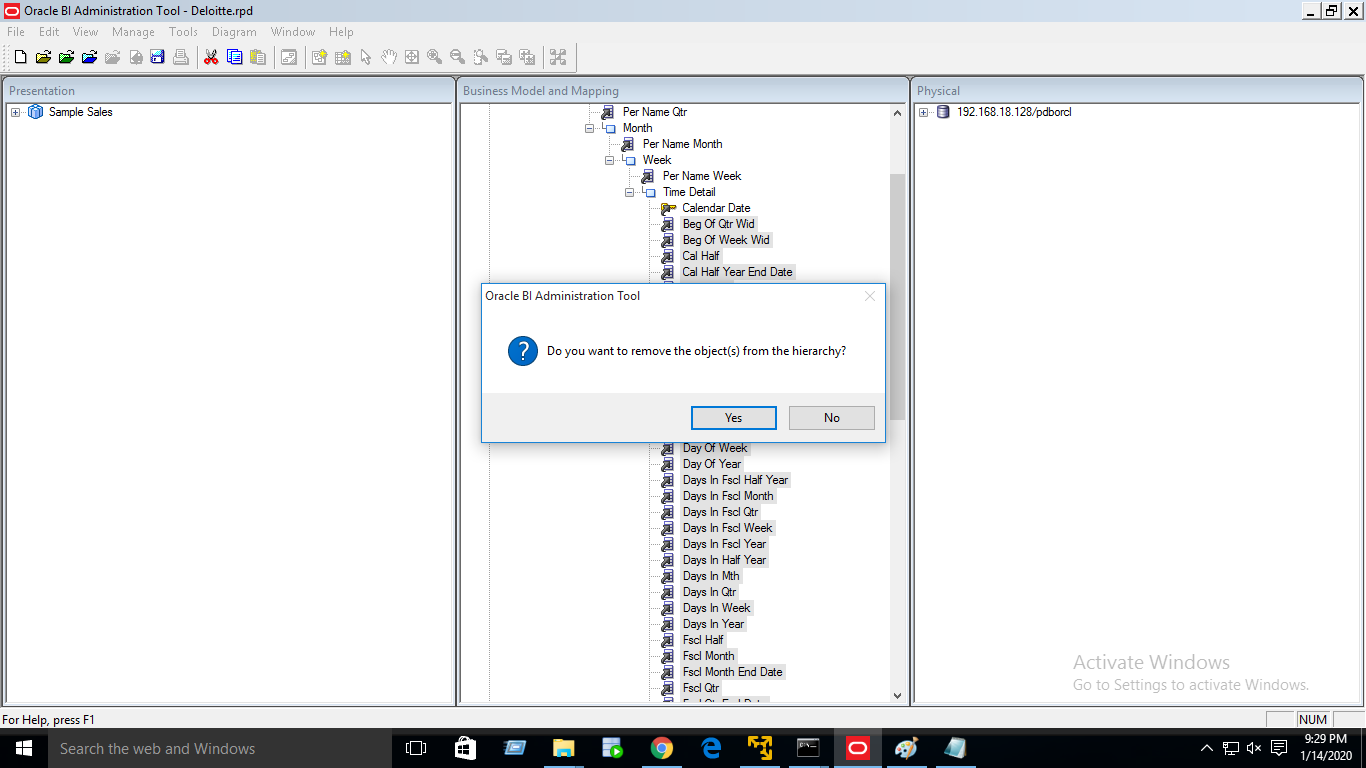 Oracle BI Administration Tool - Deloitte.rpd
File Edit View Manage Tools Diagram Window Help
Presentation
Sample Sales
Business Model and Mapping
Per Name Qtr
Month
Per Name Month
Week
Per Name Week
Time Detail
Calendar Date
Beg Of Qtr Wid
Beg Of Week Wid
Cal Half
Cal Half Year End Date
Oracle BI Administration Tool
Do you want to remove the object(s) from the hierarchy?
Yes
No
Day Of Week
Day Of Year
Days In Fscl Half Year
Days In Fscl Month
Days In Fscl Qtr
Days In Fscl Week
Days In Fscl Year
Days In Half Year
Days In Mth
Days In Qtr
Days In Week
Days In Year
Fscl Half
Fscl Month
Fscl Month End Date
Fscl Qtr
Physical
192.168.18.128/pdborcl
Activate Windows
Go to Settings to activate Windows.
For Help, press F1
NUM
Search the web and Windows
9:29 PM
1/14/2020